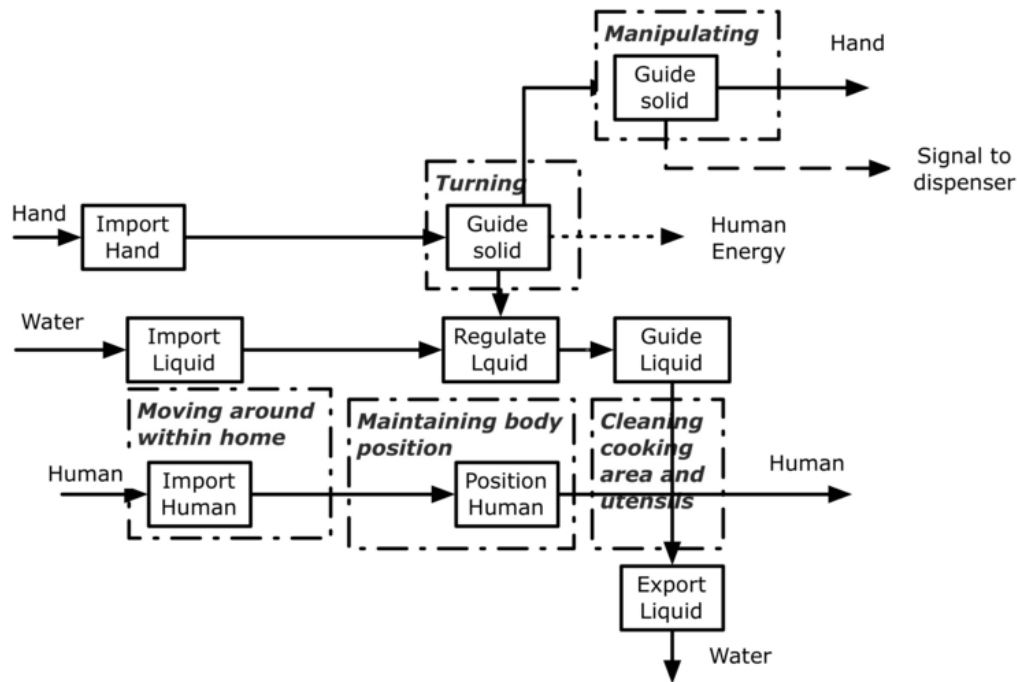 Manipulating
Hand
Guide
solid
Signal to
dispenser
Turning
Hand
Import
Hand
Guide
solid
Human
Energy
Water
Import
Liquid
Regulate
Lquid
Guide
Liquid
Moving around
within home
Maintaining body
position
Cleaning
cooking
area and
utensils
Human
Import
Human
Position
Human
Human
Export
Liquid
Water